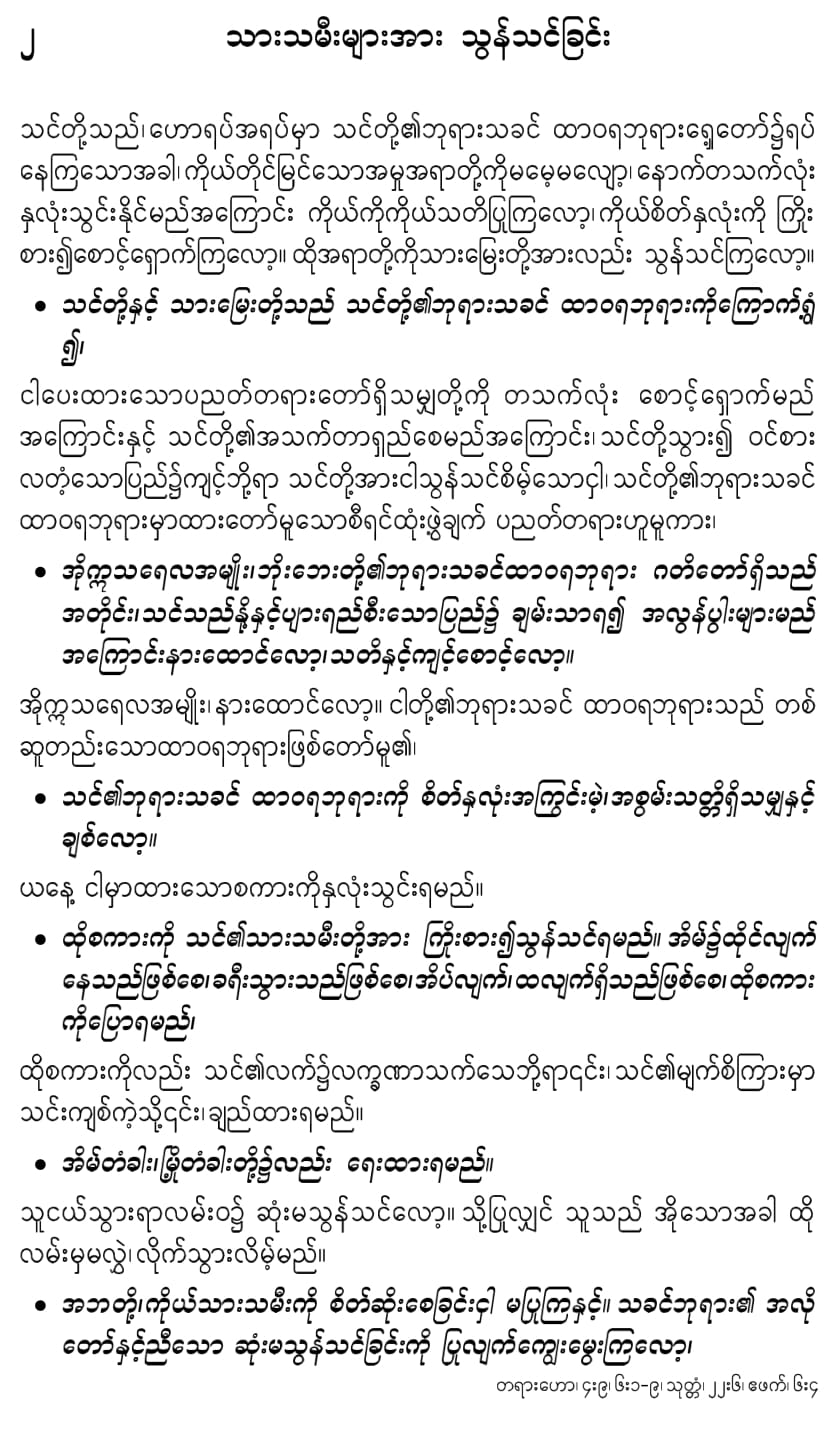 ၂ သားသမီးများအား သွန်သင်ခြင်း
သင်တို့သည်၊ဟောရပ်အရပ်မှာ သင်တို့၏ဘုရားသခင် ထာဝရဘုရားရှေ့တော်၌ရပ်
နေကြသောအခါ၊ကိုယ်တိုင်မြင်သောအမှုအရာတို့ကိုမမေ့မလျော့၊နောက်တသက်လုံး
နှလုံးသွင်းနိုင်မည်အကြောင်း ကိုယ်ကိုကိုယ်သတိပြုကြလော့၊ကိုယ်စိတ်နှလုံးကို ကြိုး
စား၍စောင့်ရှောက်ကြလော့။ ထိုအရာတို့ကိုသားမြေးတို့အားလည်း သွန်သင်ကြလော့။
• သင်တို့နှင့် သားမြေးတို့သည် သင်တို့၏ဘုရားသခင် ထာဝရဘုရားကိုကြောက်ရွံ့
၍၊
ငါပေးထားသောပညတ်တရားတော်ရှိသမျှတို့ကို တသက်လုံး စောင့်ရှောက်မည်
အကြောင်းနှင့် သင်တို့၏အသက်တာရှည်စေမည်အကြောင်း၊သင်တို့သွား၍ ဝင်စား
လတံ့သောပြည်၌ကျင့်ဘို့ရာ သင်တို့အားငါသွန်သင်စိမ့်သောငှါ၊သင်တို့၏ဘုရားသခင်
ထာဝရဘုရားမှာထားတော်မူသောစီရင်ထုံးဖွဲ့ချက် ပညတ်တရားဟူမူကား၊
• အိုဣသရေလအမျိုး၊ဘိုးဘေးတို့၏ဘုရားသခင်ထာဝရဘုရား ဂတိတော်ရှိသည်
အတိုင်း၊သင်သည်နို့နှင့်ပျားရည်စီးသောပြည်၌ ချမ်းသာရ၍ အလွန်ပွါးများမည်
အကြောင်းနားထောင်လော့၊သတိနှင့်ကျင့်စောင့်လော့။
အိုဣသရေလအမျိုး၊နားထောင်လော့။ ငါတို့၏ဘုရားသခင် ထာဝရဘုရားသည် တစ်
ဆူတည်းသောထာဝရဘုရားဖြစ်တော်မူ၏၊
• သင်၏ဘုရားသခင် ထာဝရဘုရားကို စိတ်နှလုံးအကြွင်းမဲ့၊အစွမ်းသတ္တိရှိသမျှနှင့်
ချစ်လော့။
ယနေ့ ငါမှာထားသောစကားကိုနှလုံးသွင်းရမည်။
• ထိုစကားကို သင်၏သားသမီးတို့အား ကြိုးစား၍သွန်သင်ရမည်။ အိမ်၌ထိုင်လျက်
နေသည်ဖြစ်စေ၊ခရီးသွားသည်ဖြစ်စေ၊အိပ်လျက်၊ထလျက်ရှိသည်ဖြစ်စေ၊ထိုစကား
ကိုပြောရမည်၊
ထိုစကားကိုလည်း သင်၏လက်၌လက္ခဏာသက်သေဘို့ရာ၎င်း၊သင်၏မျက်စိကြားမှာ
သင်းကျစ်ကဲ့သို့၎င်း၊ချည်ထားရမည်။
• အိမ်တံခါး၊မြို့တံခါးတို့၌လည်း ရေးထားရမည်။
သူငယ်သွားရာလမ်းဝ၌ ဆုံးမသွန်သင်လော့။ သို့ပြုလျှင် သူသည် အိုသောအခါ ထို
လမ်းမှမလွှဲ၊လိုက်သွားလိမ့်မည်။
• အဘတို့၊ကိုယ်သားသမီးကို စိတ်ဆိုးစေခြင်းငှါ မပြုကြနှင့်။ သခင်ဘုရား၏ အလို
တော်နှင့်ညီသော ဆုံးမသွန်သင်ခြင်းကို ပြုလျက်ကျွေးမွေးကြလော့၊
တရားဟော၊ ၄း၉၊ ၆း၁-၉၊ သုတ္တံ၊ ၂၂း၆၊ ဧဖက်၊ ၆း၄